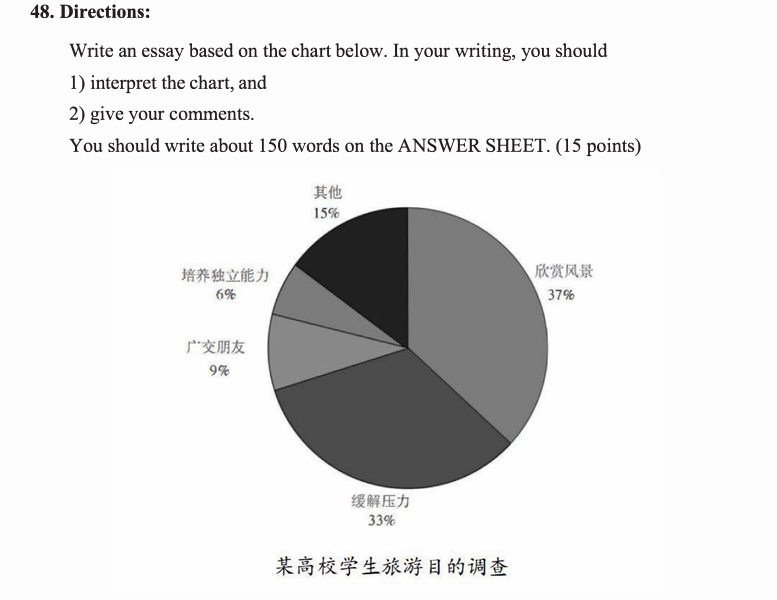 48. Directions:
Write an essay based on the chart below. In your writing, you should
1) interpret the chart, and
2) give your comments.
You should write about 150 words on the ANSWER SHEET. (15 points)
其他
15%
培养独立能力
6%
欣赏风景
37%
广交朋友
9%
缓解压力
33%
某高校学生旅游目的调查